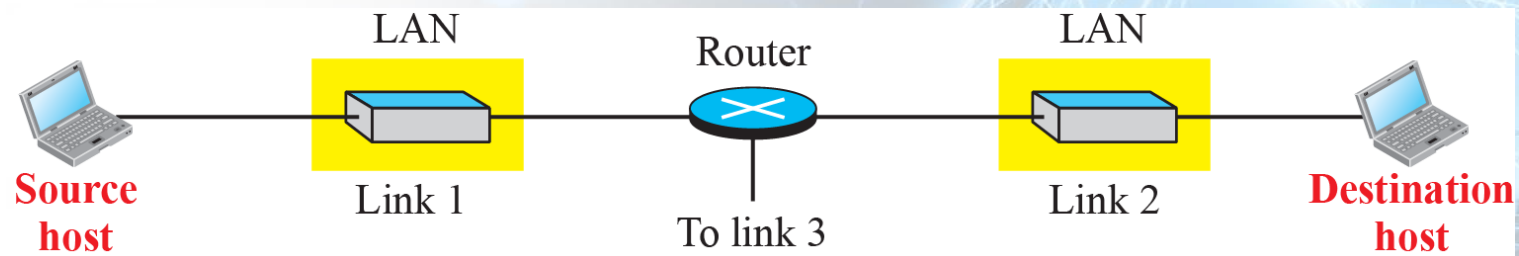 LAN
Router
LAN
Source
host
Link 1
To link 3
Link 2
Destination
host